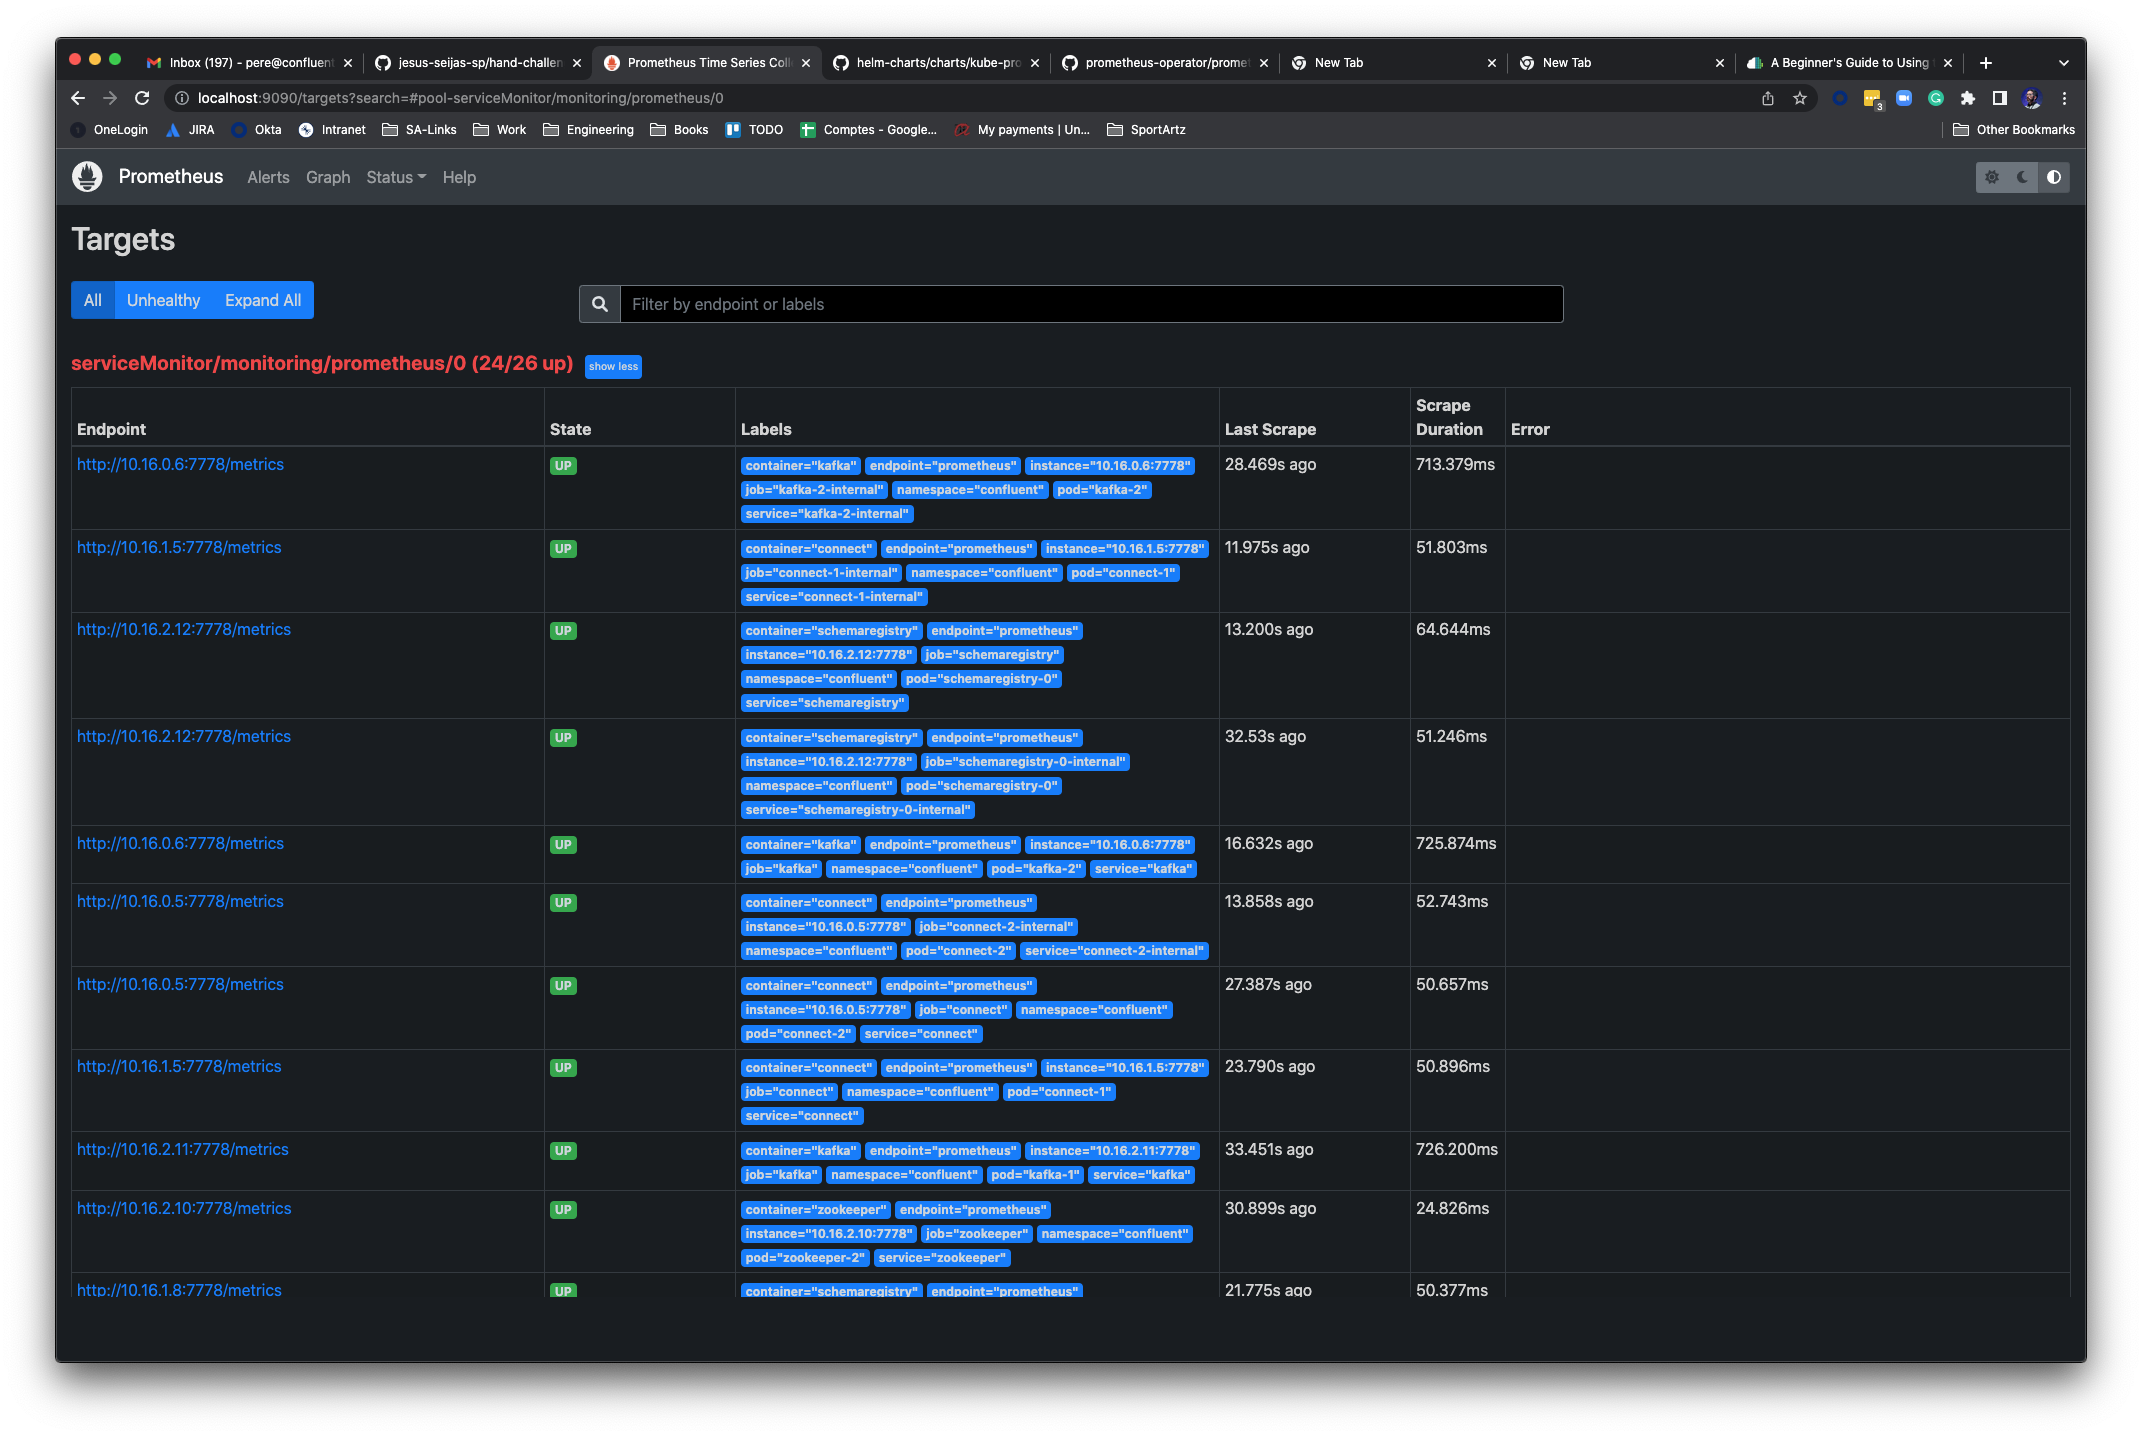 Inbox (197) - pere@confluent
jesus-seijas-sp/hand-challen
Prometheus Time Series Coll
helm-charts/charts/kube-pro
prometheus-operator/promet
New Tab
New Tab
A Beginner's Guide to Using
localhost:9090/targets?search=#pool-serviceMonitor/monitoring/prometheus/0
3
OneLogin JIRA Okta Intranet SA-Links Work Engineering Books TODO Comptes - Google... My payments | Un... SportArtz Other Bookmarks
Prometheus Alerts Graph Status Help
Targets
All Unhealthy Expand All
Filter by endpoint or labels
serviceMonitor/monitoring/prometheus/0 (24/26 up) show less
Endpoint State Labels Last Scrape Scrape Duration Error
http://10.16.0.6:7778/metrics UP container="kafka" endpoint="prometheus" instance="10.16.0.6:7778" 28.469s ago 713.379ms
job="kafka-2-internal" namespace="confluent" pod="kafka-2"
service="kafka-2-internal"
http://10.16.1.5:7778/metrics UP container="connect" endpoint="prometheus" instance="10.16.1.5:7778" 11.975s ago 51.803ms
job="connect-1-internal" namespace="confluent" pod="connect-1"
service="connect-1-internal"
http://10.16.2.12:7778/metrics UP container="schemaregistry" endpoint="prometheus" 13.200s ago 64.644ms
instance="10.16.2.12:7778" job="schemaregistry"
namespace="confluent" pod="schemaregistry-0"
service="schemaregistry"
http://10.16.2.12:7778/metrics UP container="schemaregistry" endpoint="prometheus" 32.53s ago 51.246ms
instance="10.16.2.12:7778" job="schemaregistry-0-internal"
namespace="confluent" pod="schemaregistry-0"
service="schemaregistry-0-internal"
http://10.16.0.6:7778/metrics UP container="kafka" endpoint="prometheus" instance="10.16.0.6:7778" 16.632s ago 725.874ms
job="kafka" namespace="confluent" pod="kafka-2" service="kafka"
http://10.16.0.5:7778/metrics UP container="connect" endpoint="prometheus" 13.858s ago 52.743ms
instance="10.16.0.5:7778" job="connect-2-internal"
namespace="confluent" pod="connect-2" service="connect-2-internal"
http://10.16.0.5:7778/metrics UP container="connect" endpoint="prometheus" 27.387s ago 50.657ms
instance="10.16.0.5:7778" job="connect" namespace="confluent"
pod="connect-2" service="connect"
http://10.16.1.5:7778/metrics UP container="connect" endpoint="prometheus" instance="10.16.1.5:7778" 23.790s ago 50.896ms
job="connect" namespace="confluent" pod="connect-1"
service="connect"
http://10.16.2.11:7778/metrics UP container="kafka" endpoint="prometheus" instance="10.16.2.11:7778" 33.451s ago 726.200ms
job="kafka" namespace="confluent" pod="kafka-1" service="kafka"
http://10.16.2.10:7778/metrics UP container="zookeeper" endpoint="prometheus" 30.899s ago 24.826ms
instance="10.16.2.10:7778" job="zookeeper" namespace="confluent"
pod="zookeeper-2" service="zookeeper"
http://10.16.1.8:7778/metrics UP container="schemaregistry" endpoint="prometheus" 21.775s ago 50.377ms